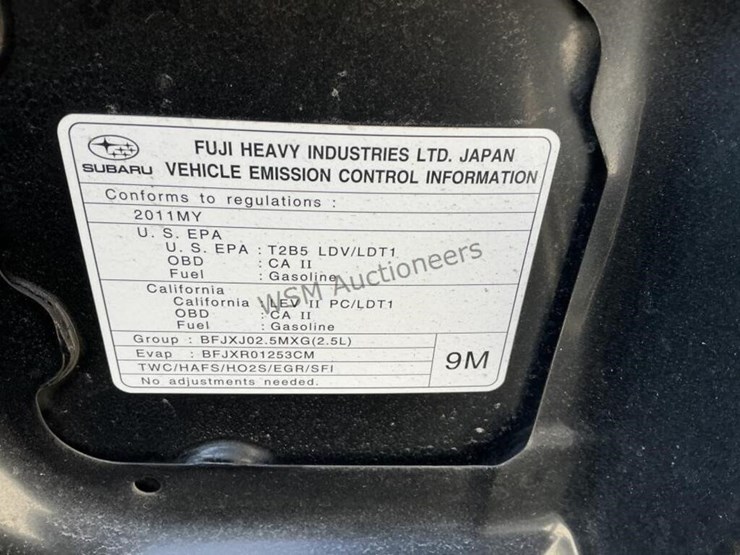 FUJI HEAVY INDUSTRIES LTD. JAPAN
SUBARU VEHICLE EMISSION CONTROL INFORMATION
Conforms to regulations :
2011MY
U. S. EPA
U. S. EPA : T2B5 LDV/LDT1
OBD : CA II
Fuel : Gasoline
California
California : LEV II PC/LDT1
OBD : CA II
Fuel : Gasoline
Group : BFJXJ02.5MXG(2.5L)
Evap : BFJXR01253CM
TWC/HAFS/HO2S/EGR/SFI
No adjustments needed.
9M
WSM Auctioneers